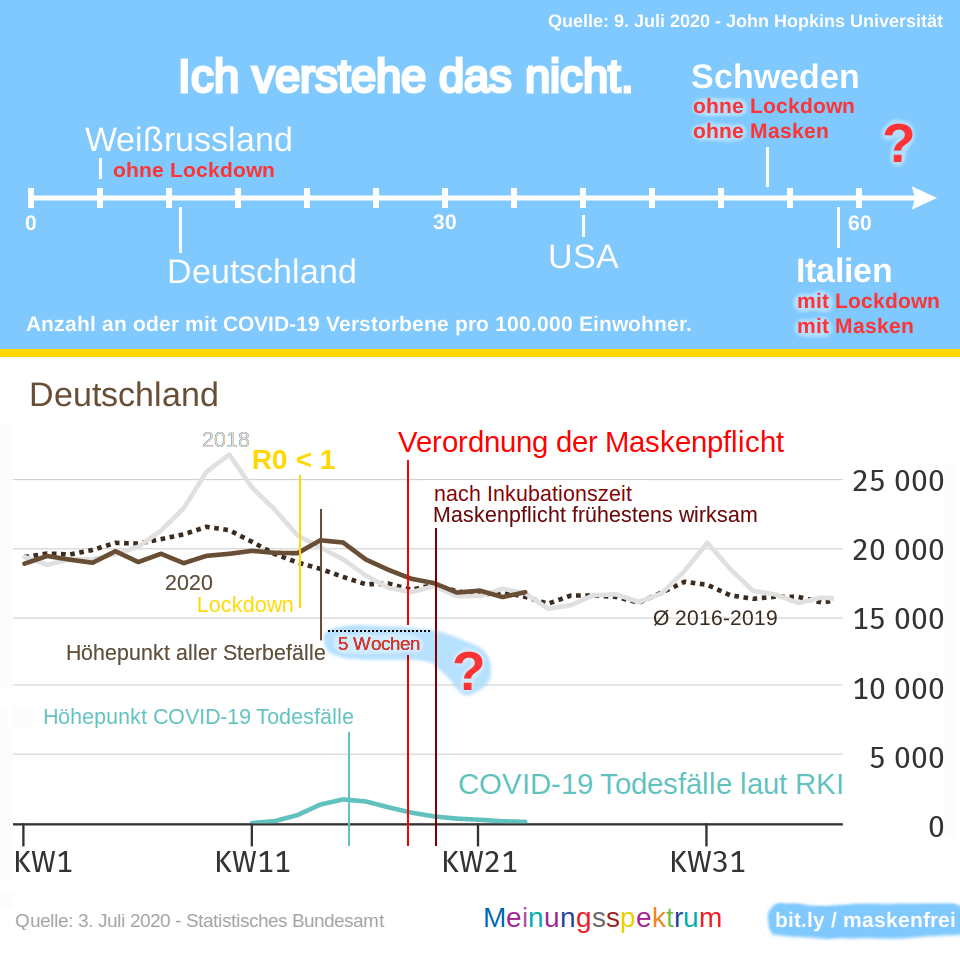 Quelle: 9. Juli 2020 - John Hopkins Universität
Ich verstehe das nicht.
Schweden
ohne Lockdown
ohne Masken
?
Weißrussland
ohne Lockdown
0
30
60
Deutschland
USA
Italien
mit Lockdown
mit Masken
Anzahl an oder mit COVID-19 Verstorbene pro 100.000 Einwohner.
Deutschland
2018
R0 < 1
Verordnung der Maskenpflicht
nach Inkubationszeit
Maskenpflicht frühestens wirksam
25 000
20 000
15 000
10 000
5 000
0
2020
Lockdown
Ø 2016-2019
Höhepunkt aller Sterbefälle
5 Wochen
?
Höhepunkt COVID-19 Todesfälle
COVID-19 Todesfälle laut RKI
KW1
KW11
KW21
KW31
Quelle: 3. Juli 2020 - Statistisches Bundesamt
Meinungsspektrum
bit.ly / maskenfrei